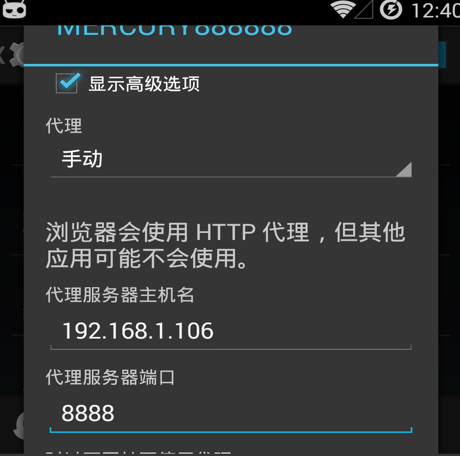 12:40
MERCURY888888
显示高级选项
代理
手动
浏览器会使用 HTTP 代理，但其他
应用可能不会使用。
代理服务器主机名
192.168.1.106
代理服务器端口
8888